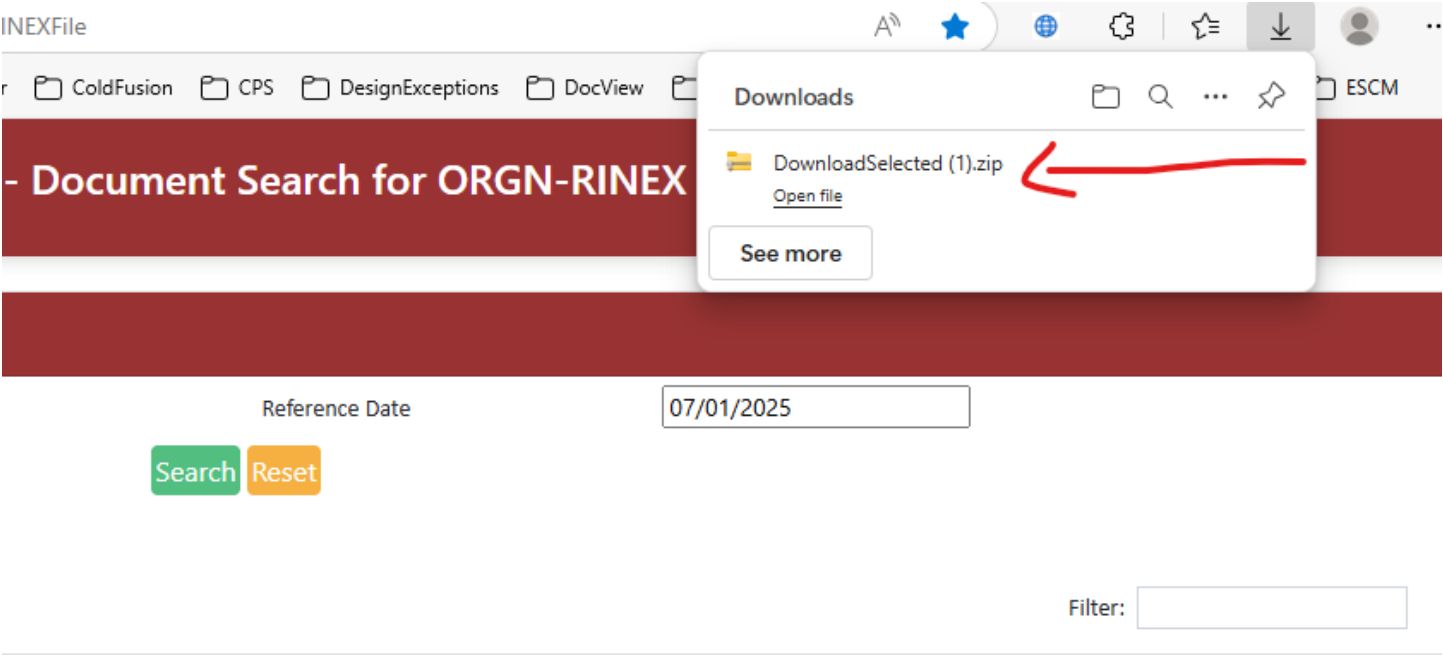 INEXFile
r ColdFusion CPS DesignExceptions DocView ESCM
Downloads
- Document Search for ORGN-RINEX
DownloadSelected (1).zip
Open file
See more
Reference Date 07/01/2025
Search Reset
Filter: